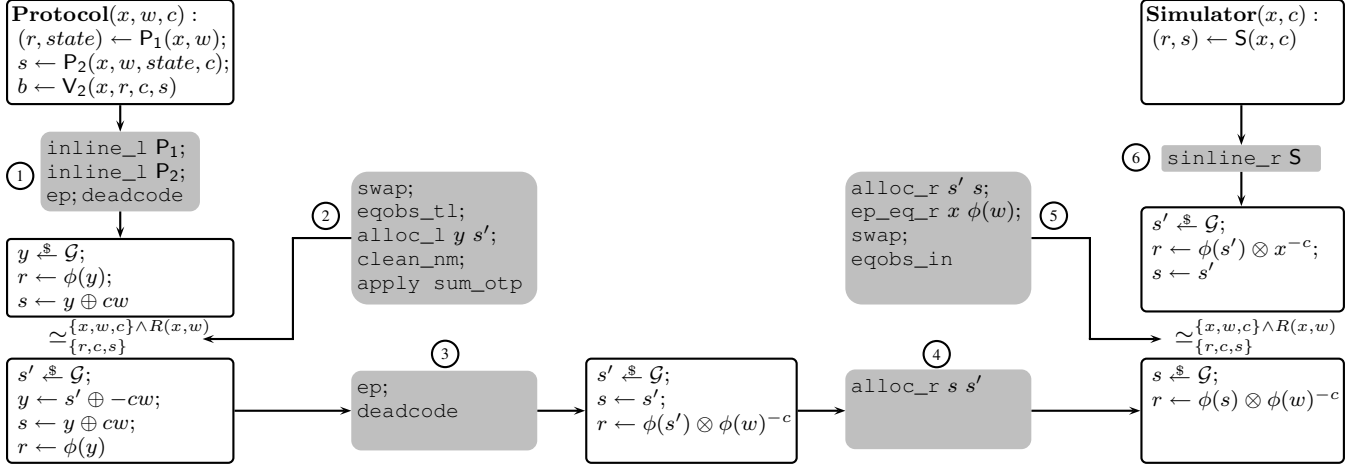 Protocol(x, w, c) :
(r, state) ← P₁(x, w);
s ← P₂(x, w, state, c);
b ← V₂(x, r, c, s)
1
inline_l P₁;
inline_l P₂;
ep; deadcode
y ←$ 𝒢;
r ← ϕ(y);
s ← y ⊕ cw
≃^{{x,w,c}∧R(x,w)}_{{r,c,s}}
s′ ←$ 𝒢;
y ← s′ ⊕ −cw;
s ← y ⊕ cw;
r ← ϕ(y)
2
swap;
eqobs_tl;
alloc_l y s′;
clean_nm;
apply sum_otp
3
ep;
deadcode
s′ ←$ 𝒢;
s ← s′;
r ← ϕ(s′) ⊗ ϕ(w)^{−c}
4
alloc_r s s′
5
alloc_r s′ s;
ep_eq_r x ϕ(w);
swap;
eqobs_in
Simulator(x, c) :
(r, s) ← S(x, c)
6
sinline_r S
s′ ←$ 𝒢;
r ← ϕ(s′) ⊗ x^{−c};
s ← s′
≃^{{x,w,c}∧R(x,w)}_{{r,c,s}}
s ←$ 𝒢;
r ← ϕ(s) ⊗ ϕ(w)^{−c}